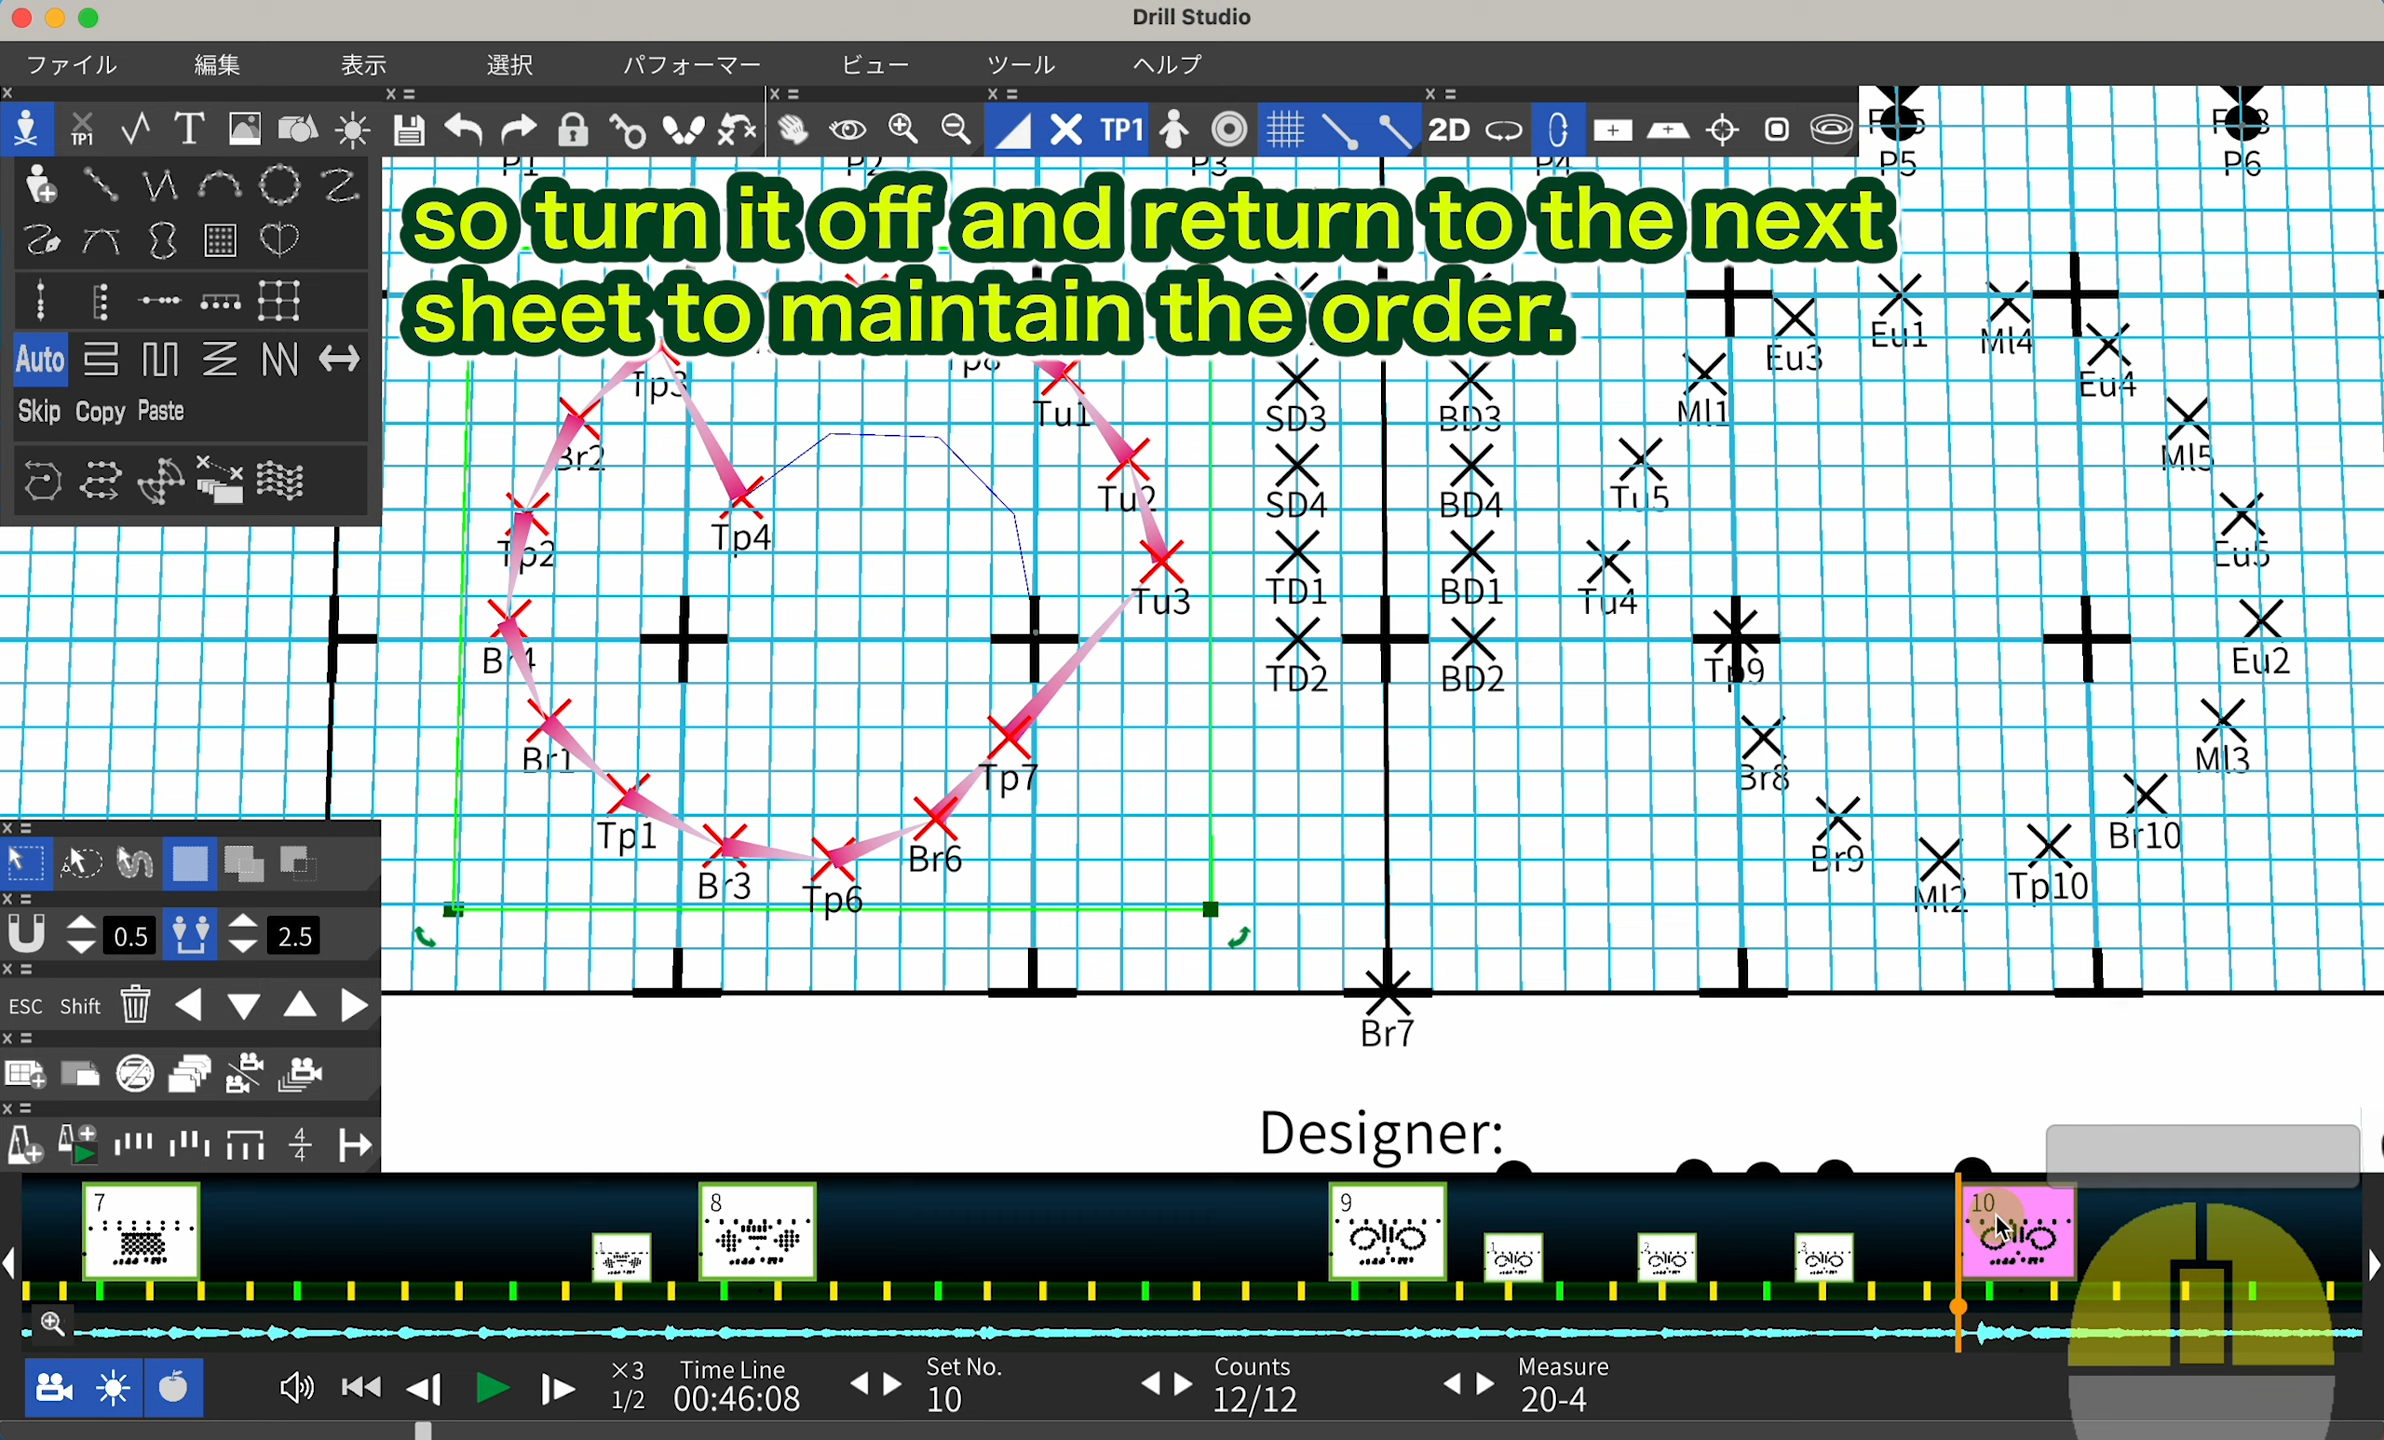 Drill Studio
ファイル 編集 表示 選択 パフォーマー ビュー ツール ヘルプ
TP1 TP1 2D
P5 P6
so turn it off and return to the next
sheet to maintain the order.
Eu3 Eu1 Ml4 Eu4
Auto
Skip Copy Paste
Tp3 Tu1 SD3 BD3 Ml1
Br2 Ml5
Tp4 Tu2 SD4 BD4 Tu5
Tp2 Eu5
Tu3 TD1 BD1 Tu4
Br4 TD2 BD2 Tp9 Eu2
Br1 Tp7 Br8 Ml3
Tp1 Br6 Br9 Br10
Br3 Tp6 Ml2 Tp10
0.5 2.5
ESC Shift
Br7
4
4
Designer:
7 8 9 10
×3 Time Line Set No. Counts Measure
1/2 00:46:08 10 12/12 20-4